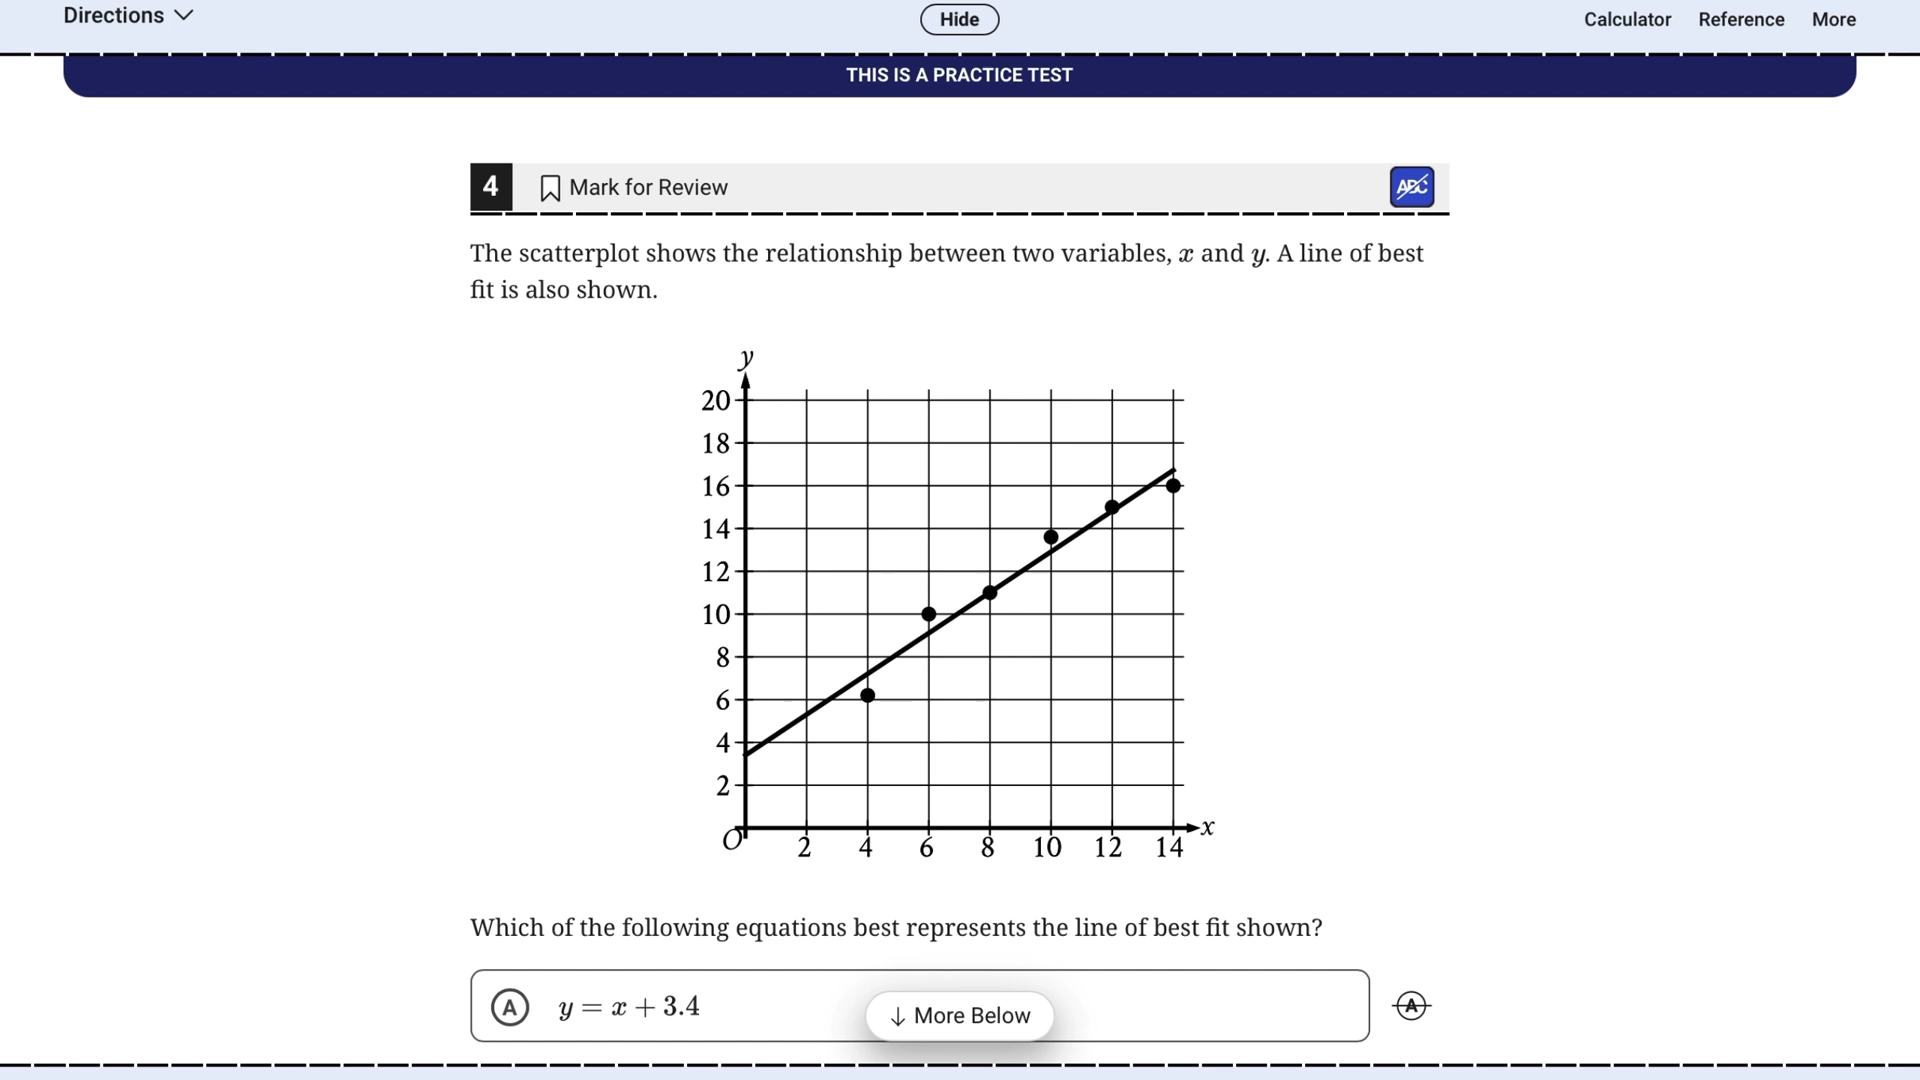 Directions
Hide
Calculator Reference More
THIS IS A PRACTICE TEST
4 Mark for Review ABC
The scatterplot shows the relationship between two variables, x and y. A line of best
fit is also shown.
y
20
18
16
14
12
10
8
6
4
2
O 2 4 6 8 10 12 14 x
Which of the following equations best represents the line of best fit shown?
A y = x + 3.4 A
↓ More Below